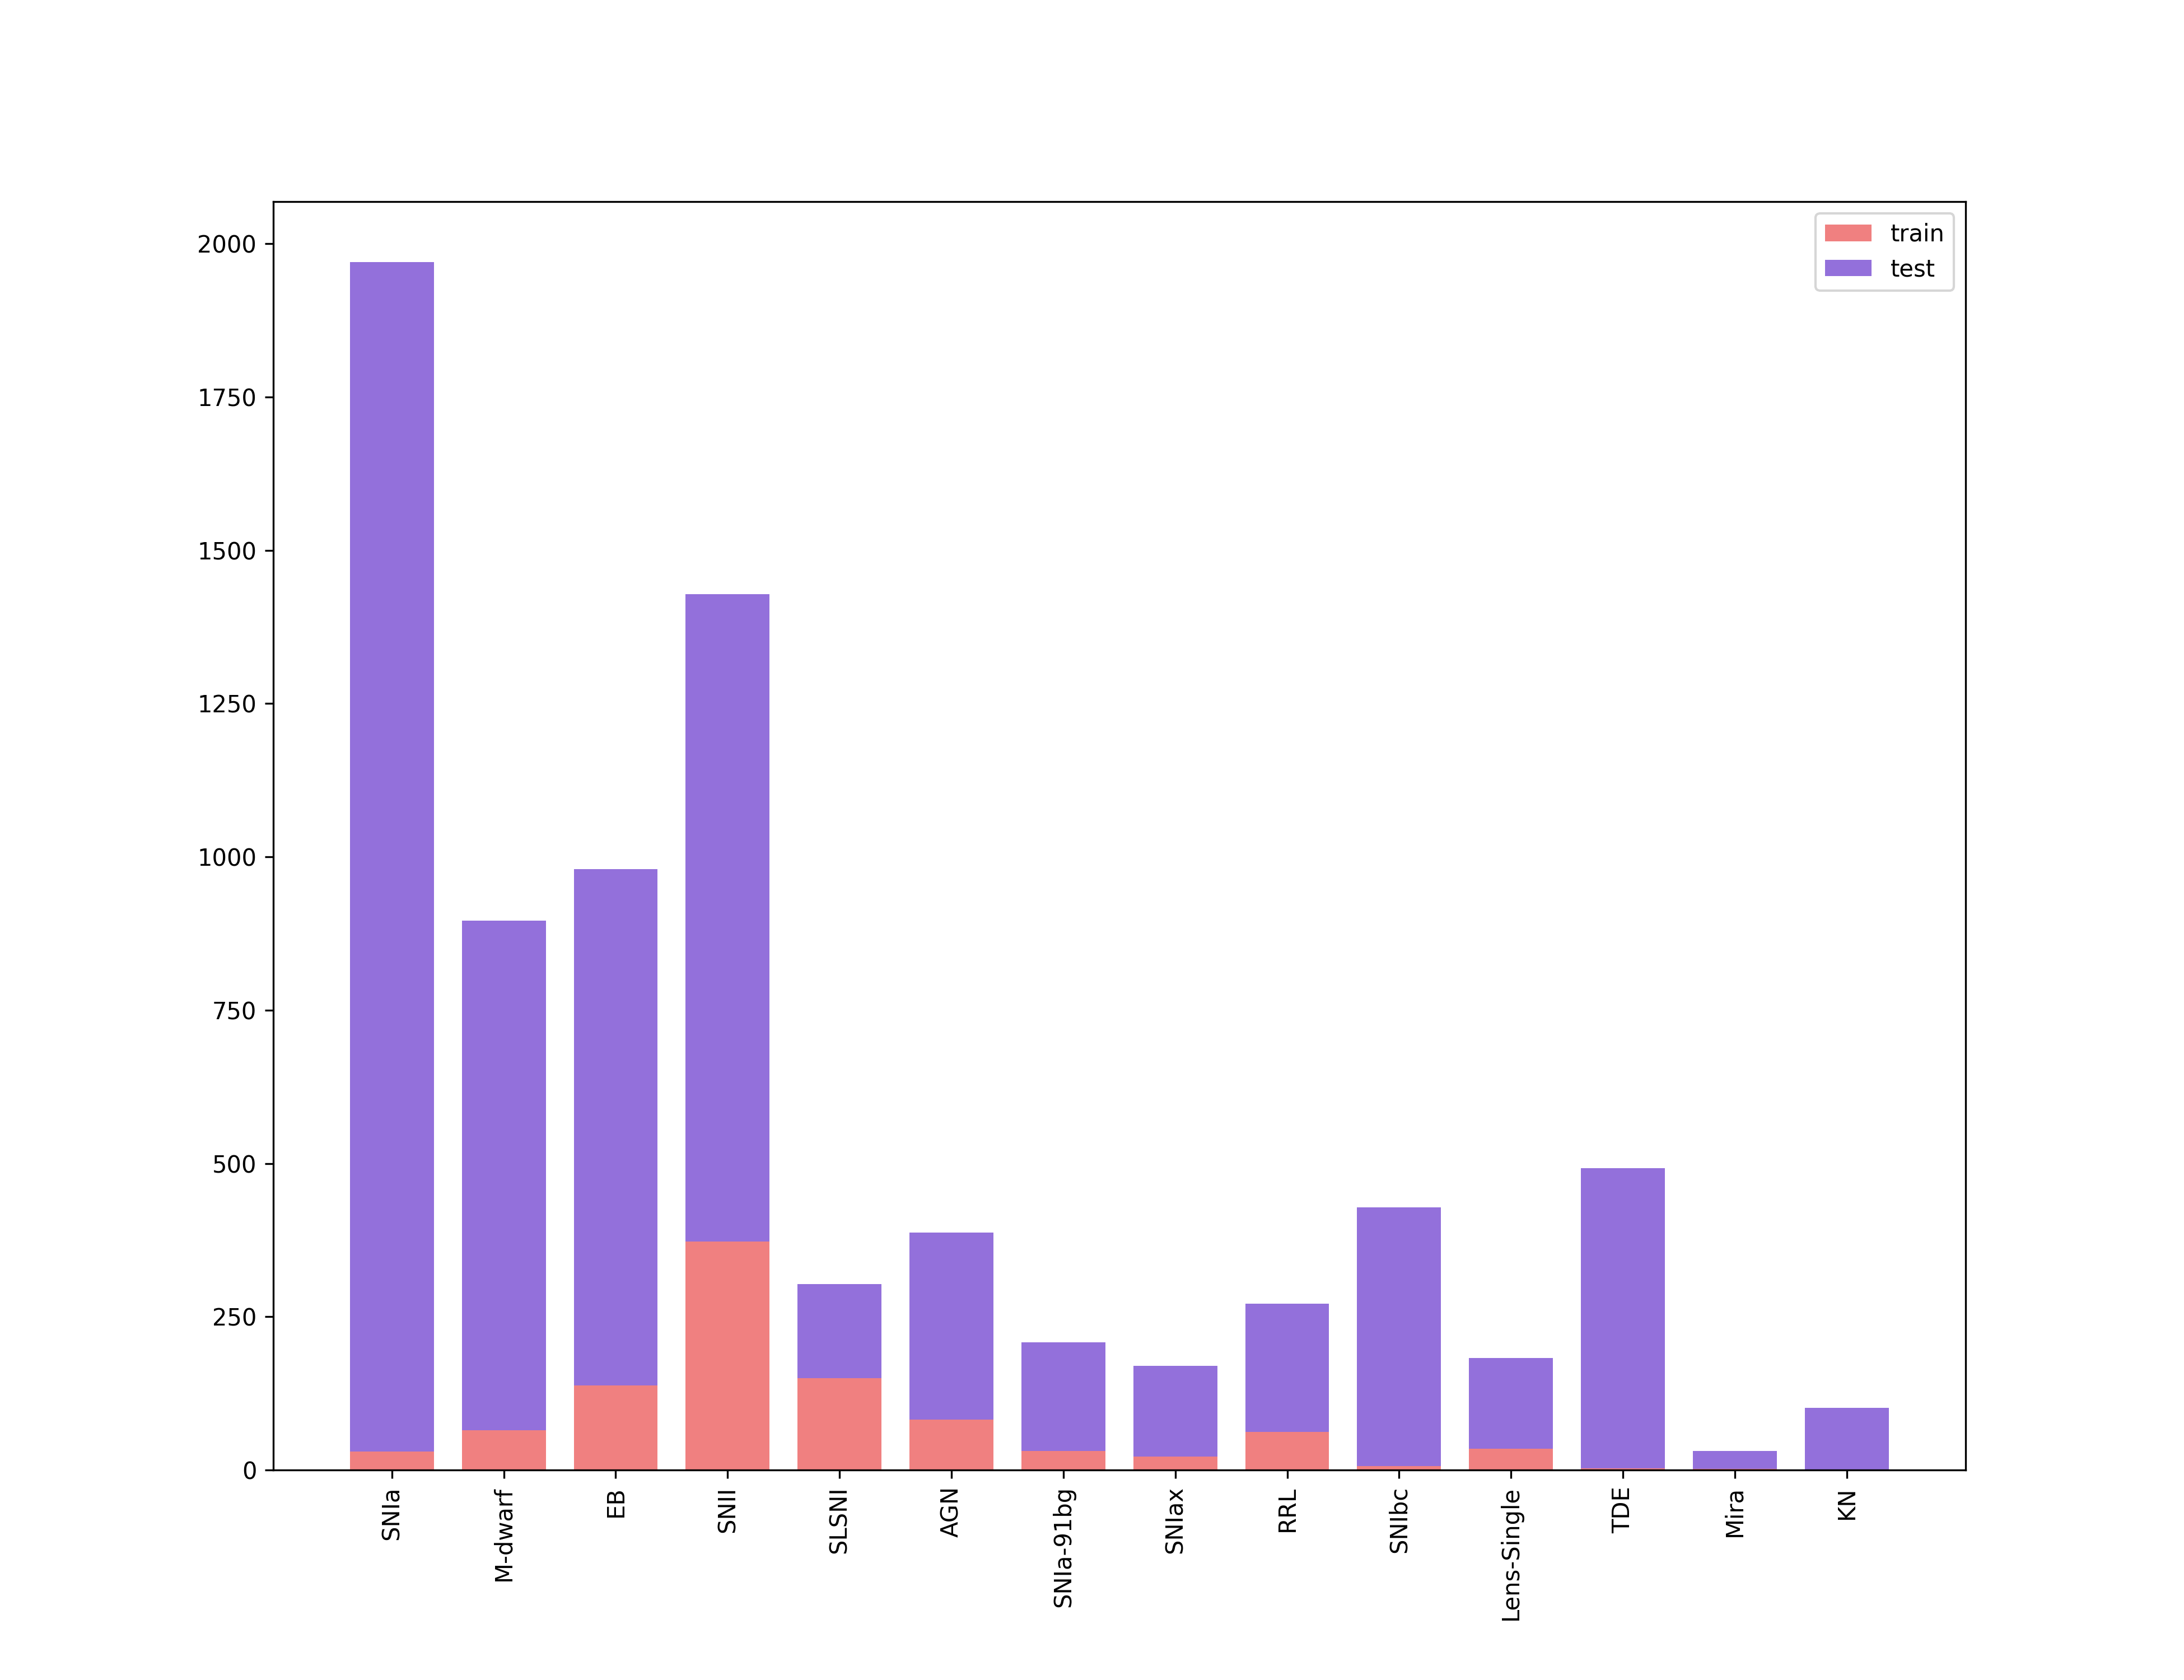 train
test
2000
1750
1500
1250
1000
750
500
250
0
SNIa
M-dwarf
EB
SNII
SLSNI
AGN
SNIa-91bg
SNIax
RRL
SNIbc
Lens-Single
TDE
Mira
KN